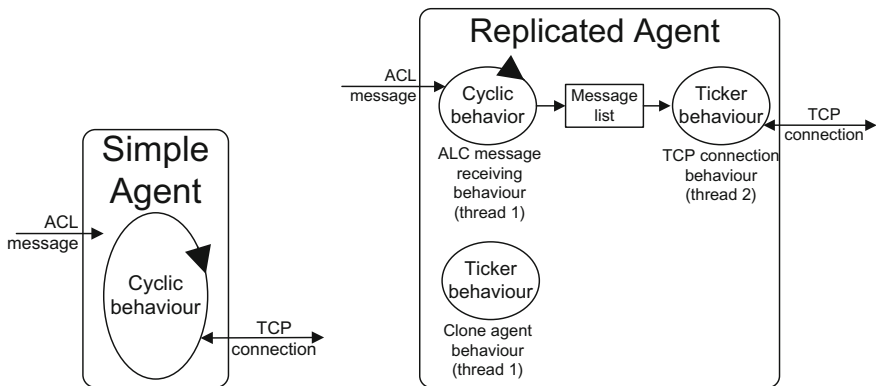 Simple
Agent
ACL
message
Cyclic
behaviour
TCP
connection
Replicated Agent
ACL
message
Cyclic
behavior
Message
list
Ticker
behaviour
TCP
connection
ALC message
receiving
behaviour
(thread 1)
TCP connection
behaviour
(thread 2)
Ticker
behaviour
Clone agent
behaviour
(thread 1)